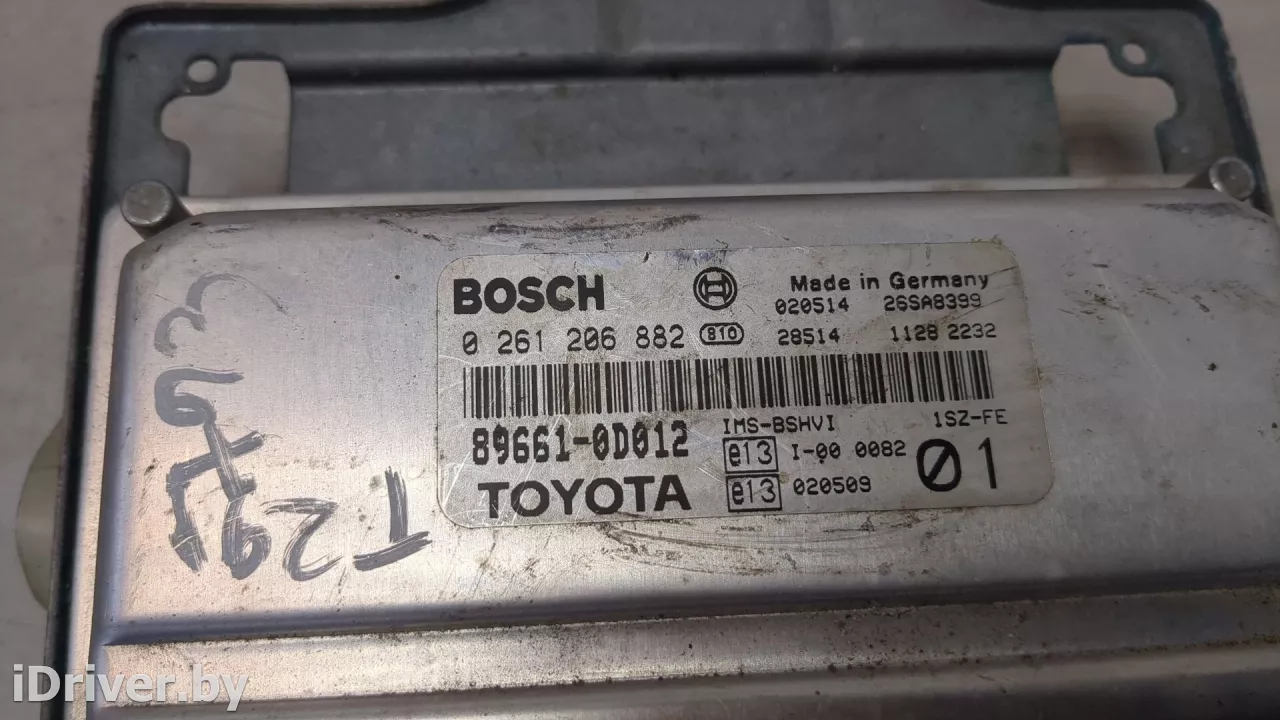 BOSCH Made in Germany
020514 26SA8399
0 261 206 882 810 28514 1128 2232
89661-0D012 IMS-BSHVI 1SZ-FE
e13 I-00 0082 01
TOYOTA e13 020509
T29
iDriver.by